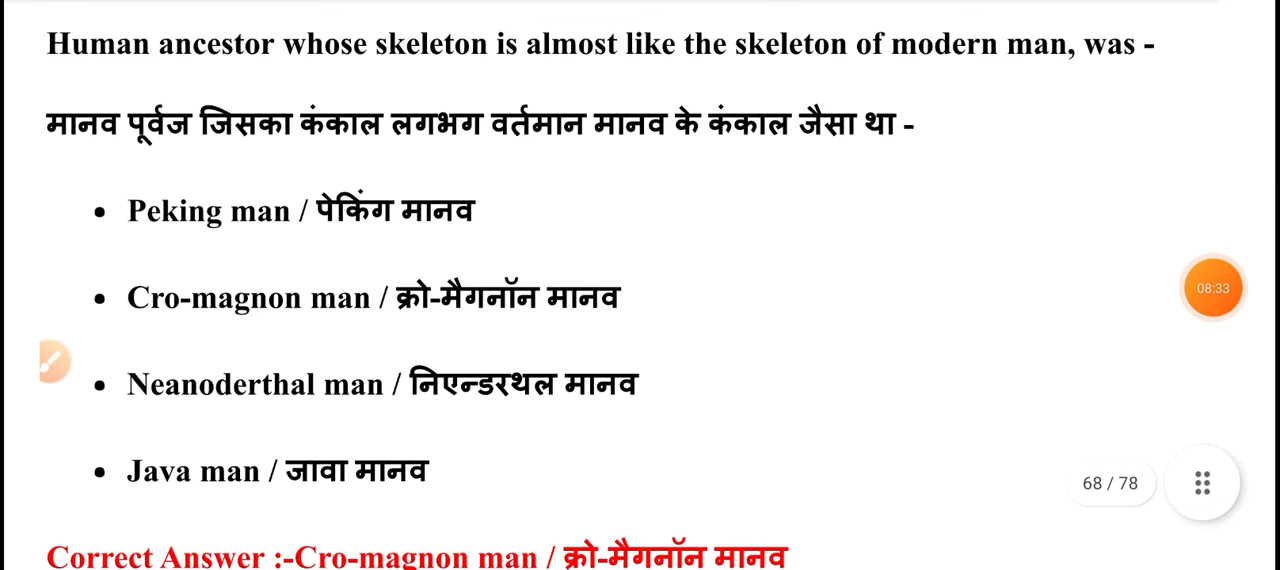 Human ancestor whose skeleton is almost like the skeleton of modern man, was -
मानव पूर्वज जिसका कंकाल लगभग वर्तमान मानव के कंकाल जैसा था -
• Peking man / पेकिंग मानव
• Cro-magnon man / क्रो-मैगनॉन मानव
08:33
• Neanoderthal man / निएन्डरथल मानव
• Java man / जावा मानव
68 / 78
Correct Answer :-Cro-magnon man / क्रो-मैगनॉन मानव